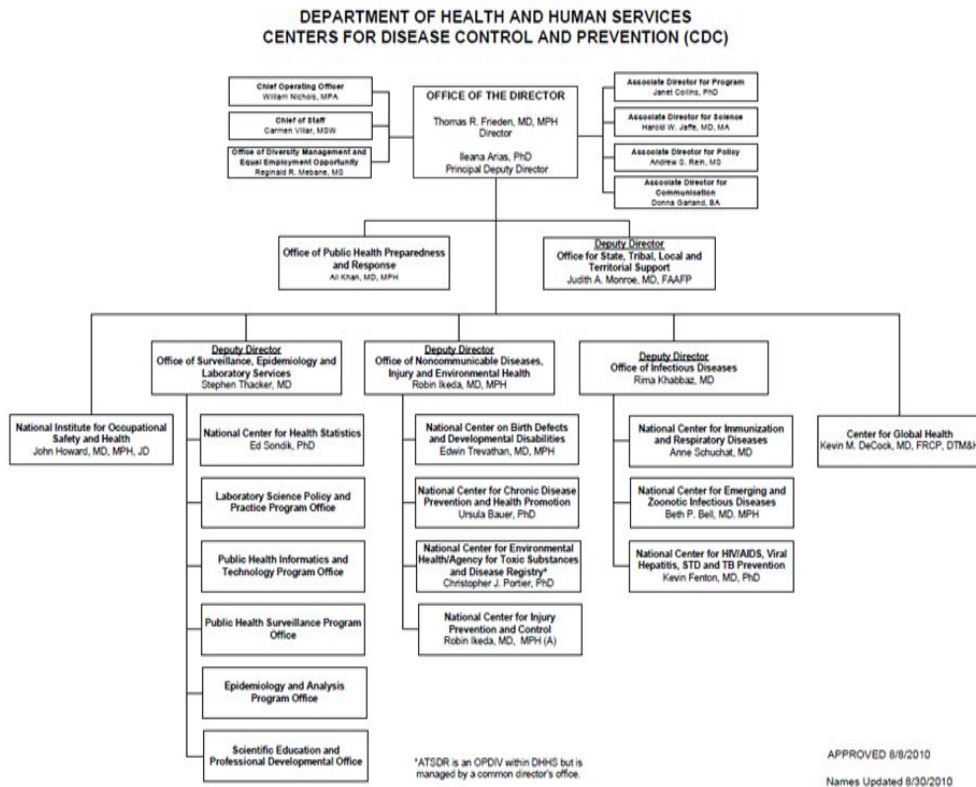 DEPARTMENT OF HEALTH AND HUMAN SERVICES
CENTERS FOR DISEASE CONTROL AND PREVENTION (CDC)
Chief Operating Officer
William Nichols, MPA
Chief of Staff
Carmen Villar, MSW
Office of Diversity Management and
Equal Employment Opportunity
Reginald R. Mebane, MS
OFFICE OF THE DIRECTOR
Thomas R. Frieden, MD, MPH
Director
Ileana Arias, PhD
Principal Deputy Director
Associate Director for Program
Janet Collins, PhD
Associate Director for Science
Harold W. Jaffe, MD, MA
Associate Director for Policy
Andrew S. Rein, MS
Associate Director for
Communication
Donna Garland, BA
Office of Public Health Preparedness
and Response
Ali Khan, MD, MPH
Deputy Director
Office for State, Tribal, Local and
Territorial Support
Judith A. Monroe, MD, FAAFP
Deputy Director
Office of Surveillance, Epidemiology and
Laboratory Services
Stephen Thacker, MD
Deputy Director
Office of Noncommunicable Diseases,
Injury and Environmental Health
Robin Ikeda, MD, MPH
Deputy Director
Office of Infectious Diseases
Rima Khabbaz, MD
National Institute for Occupational
Safety and Health
John Howard, MD, MPH, JD
National Center for Health Statistics
Ed Sondik, PhD
Laboratory Science Policy and
Practice Program Office
Public Health Informatics and
Technology Program Office
Public Health Surveillance Program
Office
Epidemiology and Analysis
Program Office
Scientific Education and
Professional Developmental Office
National Center on Birth Defects
and Developmental Disabilities
Edwin Trevathan, MD, MPH
National Center for Chronic Disease
Prevention and Health Promotion
Ursula Bauer, PhD
National Center for Environmental
Health/Agency for Toxic Substances
and Disease Registry*
Christopher J. Portier, PhD
National Center for Injury
Prevention and Control
Robin Ikeda, MD, MPH (A)
National Center for Immunization
and Respiratory Diseases
Anne Schuchat, MD
National Center for Emerging and
Zoonotic Infectious Diseases
Beth P. Bell, MD. MPH
National Center for HIV/AIDS, Viral
Hepatitis, STD and TB Prevention
Kevin Fenton, MD, PhD
Center for Global Health
Kevin M. DeCock, MD, FRCP, DTM&H
*ATSDR is an OPDIV within DHHS but is
managed by a common director's office.
APPROVED 8/8/2010
Names Updated 8/30/2010